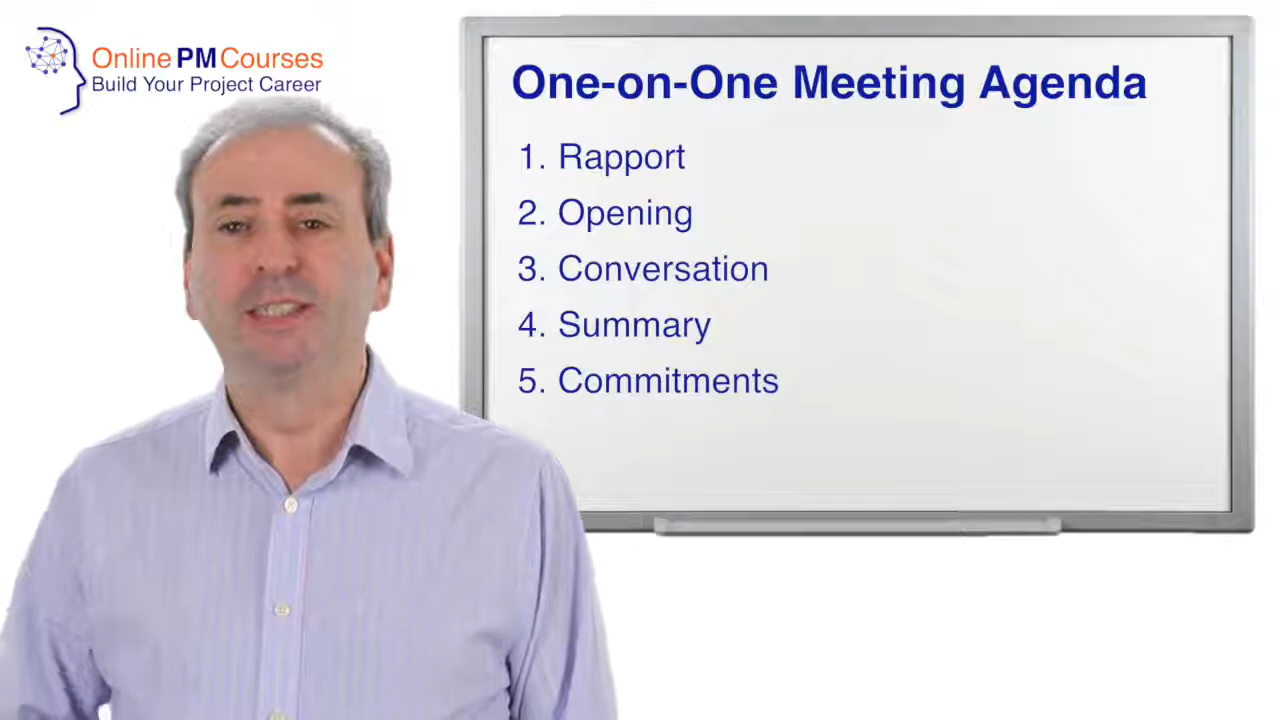 Online PM Courses
Build Your Project Career
One-on-One Meeting Agenda
1. Rapport
2. Opening
3. Conversation
4. Summary
5. Commitments